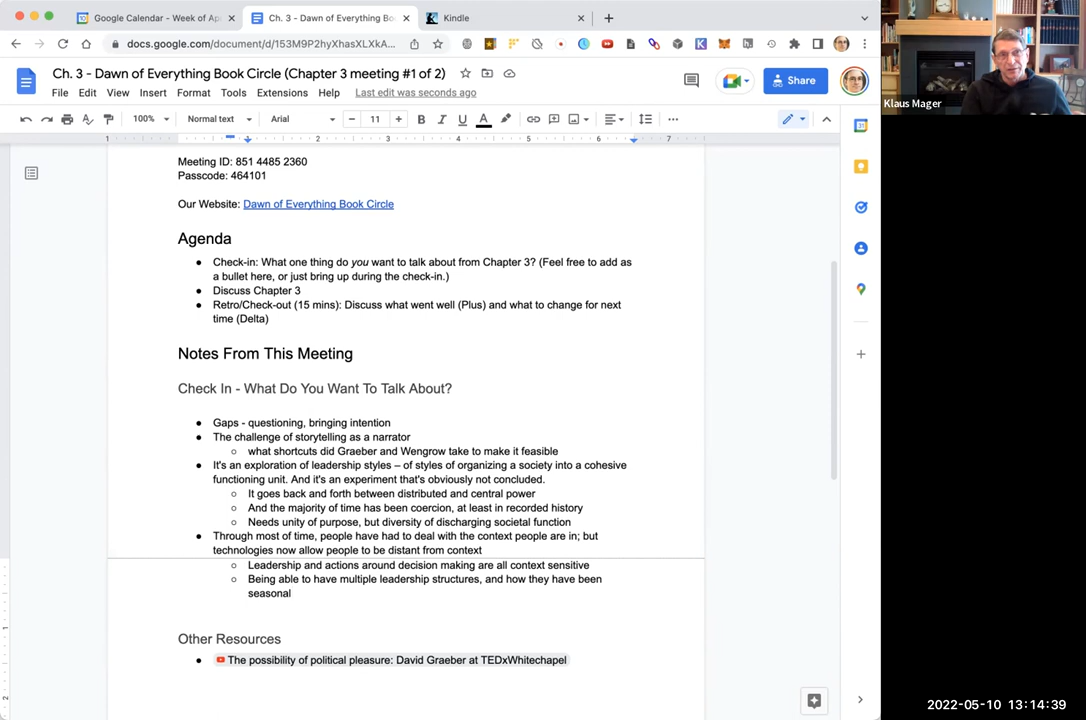 Google Calendar - Week of Ap
Ch. 3 - Dawn of Everything Bo
Kindle
docs.google.com/document/d/153M9P2hyXhasXLXkA...
Ch. 3 - Dawn of Everything Book Circle (Chapter 3 meeting #1 of 2)
Share
File Edit View Insert Format Tools Extensions Help Last edit was seconds ago
100% Normal text Arial 11 B I U A
1 1 2 3 4 5 6 7
Meeting ID: 851 4485 2360
Passcode: 464101
Our Website: Dawn of Everything Book Circle
Agenda
Check-in: What one thing do you want to talk about from Chapter 3? (Feel free to add as
a bullet here, or just bring up during the check-in.)
Discuss Chapter 3
Retro/Check-out (15 mins): Discuss what went well (Plus) and what to change for next
time (Delta)
Notes From This Meeting
Check In - What Do You Want To Talk About?
Gaps - questioning, bringing intention
The challenge of storytelling as a narrator
what shortcuts did Graeber and Wengrow take to make it feasible
It's an exploration of leadership styles – of styles of organizing a society into a cohesive
functioning unit. And it's an experiment that's obviously not concluded.
It goes back and forth between distributed and central power
And the majority of time has been coercion, at least in recorded history
Needs unity of purpose, but diversity of discharging societal function
Through most of time, people have had to deal with the context people are in; but
technologies now allow people to be distant from context
Leadership and actions around decision making are all context sensitive
Being able to have multiple leadership structures, and how they have been
seasonal
Other Resources
The possibility of political pleasure: David Graeber at TEDxWhitechapel
Klaus Mager
2022-05-10 13:14:39